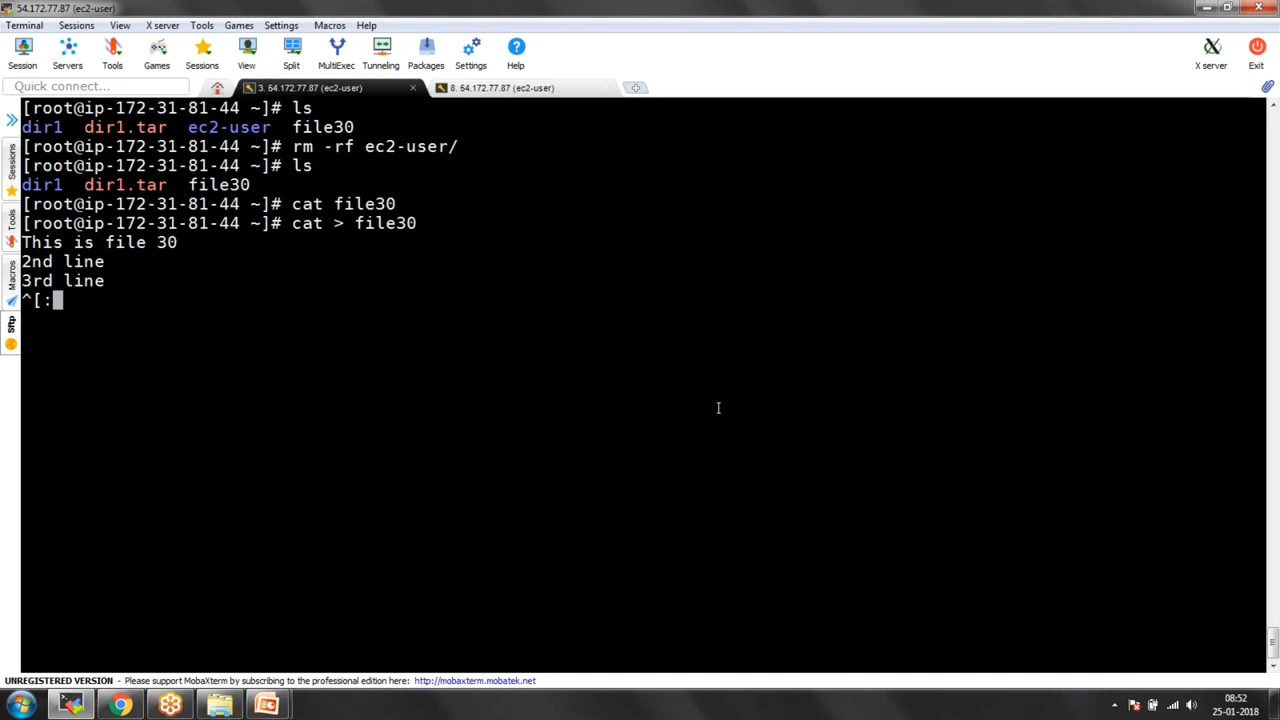 54.172.77.87 (ec2-user)
Terminal Sessions View X server Tools Games Settings Macros Help
Session Servers Tools Games Sessions View Split MultiExec Tunneling Packages Settings Help X server Exit
Quick connect... 3. 54.172.77.87 (ec2-user) 8. 54.172.77.87 (ec2-user)
Sessions
Tools
Macros
Sftp
[root@ip-172-31-81-44 ~]# ls
dir1 dir1.tar ec2-user file30
[root@ip-172-31-81-44 ~]# rm -rf ec2-user/
[root@ip-172-31-81-44 ~]# ls
dir1 dir1.tar file30
[root@ip-172-31-81-44 ~]# cat file30
[root@ip-172-31-81-44 ~]# cat > file30
This is file 30
2nd line
3rd line
^[:
UNREGISTERED VERSION - Please support MobaXterm by subscribing to the professional edition here: http://mobaxterm.mobatek.net
08:52
25-01-2018